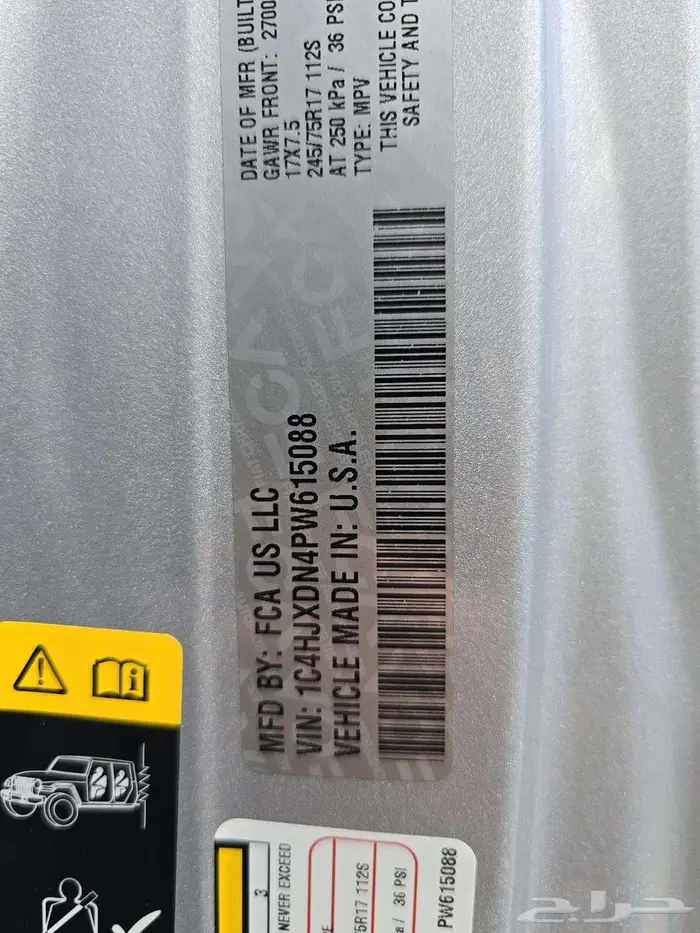 MFD BY: FCA US LLC
VIN: 1C4HJXDN4PW615088
VEHICLE MADE IN: U.S.A.
DATE OF MFR (BUILT
GAWR FRONT: 2700
17X7.5
245/75R17 112S
AT 250 kPa / 36 PSI
TYPE: MPV
THIS VEHICLE CO
SAFETY AND T
3
NEVER EXCEED
5R17 112S
a / 36 PSI
PW615088
حراج